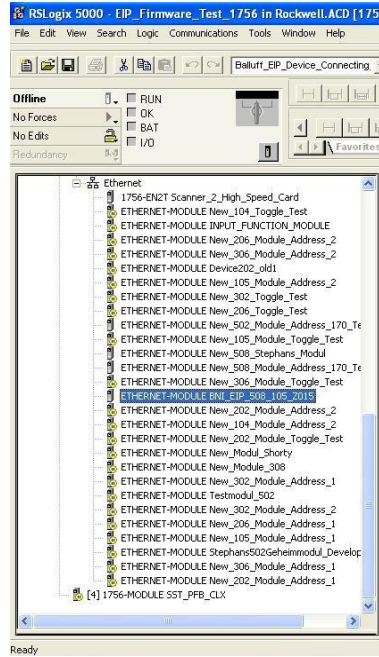 RSLogix 5000 - EIP_Firmware_Test_1756 in Rockwell.ACD [175
File Edit View Search Logic Communications Tools Window Help
Balluff_EIP_Device_Connecting_
Offline
RUN
No Forces
OK
BAT
No Edits
I/O
Redundancy
Favorites
Ethernet
1756-EN2T Scanner_2_High_Speed_Card
ETHERNET-MODULE New_104_Toggle_Test
ETHERNET-MODULE INPUT_FUNCTION_MODULE
ETHERNET-MODULE New_206_Module_Address_2
ETHERNET-MODULE New_306_Module_Address_2
ETHERNET-MODULE Device202_old1
ETHERNET-MODULE New_105_Module_Address_2
ETHERNET-MODULE New_302_Toggle_Test
ETHERNET-MODULE New_206_Toggle_Test
ETHERNET-MODULE New_502_Module_Address_170_Te
ETHERNET-MODULE New_105_Module_Toggle_Test
ETHERNET-MODULE New_508_Stephans_Modul
ETHERNET-MODULE New_508_Module_Address_170_Te
ETHERNET-MODULE New_306_Module_Toggle_Test
ETHERNET-MODULE BNI_EIP_508_105_Z015
ETHERNET-MODULE New_202_Module_Address_2
ETHERNET-MODULE New_104_Module_Address_2
ETHERNET-MODULE New_202_Module_Toggle_Test
ETHERNET-MODULE New_Modul_Shorty
ETHERNET-MODULE New_Module_308
ETHERNET-MODULE New_302_Module_Address_1
ETHERNET-MODULE Testmodul_502
ETHERNET-MODULE New_302_Module_Address_2
ETHERNET-MODULE New_206_Module_Address_1
ETHERNET-MODULE New_105_Module_Address_1
ETHERNET-MODULE Stephans502Geheimmodul_Develop
ETHERNET-MODULE New_306_Module_Address_1
ETHERNET-MODULE New_202_Module_Address_1
[4] 1756-MODULE SST_PFB_CLX
Ready